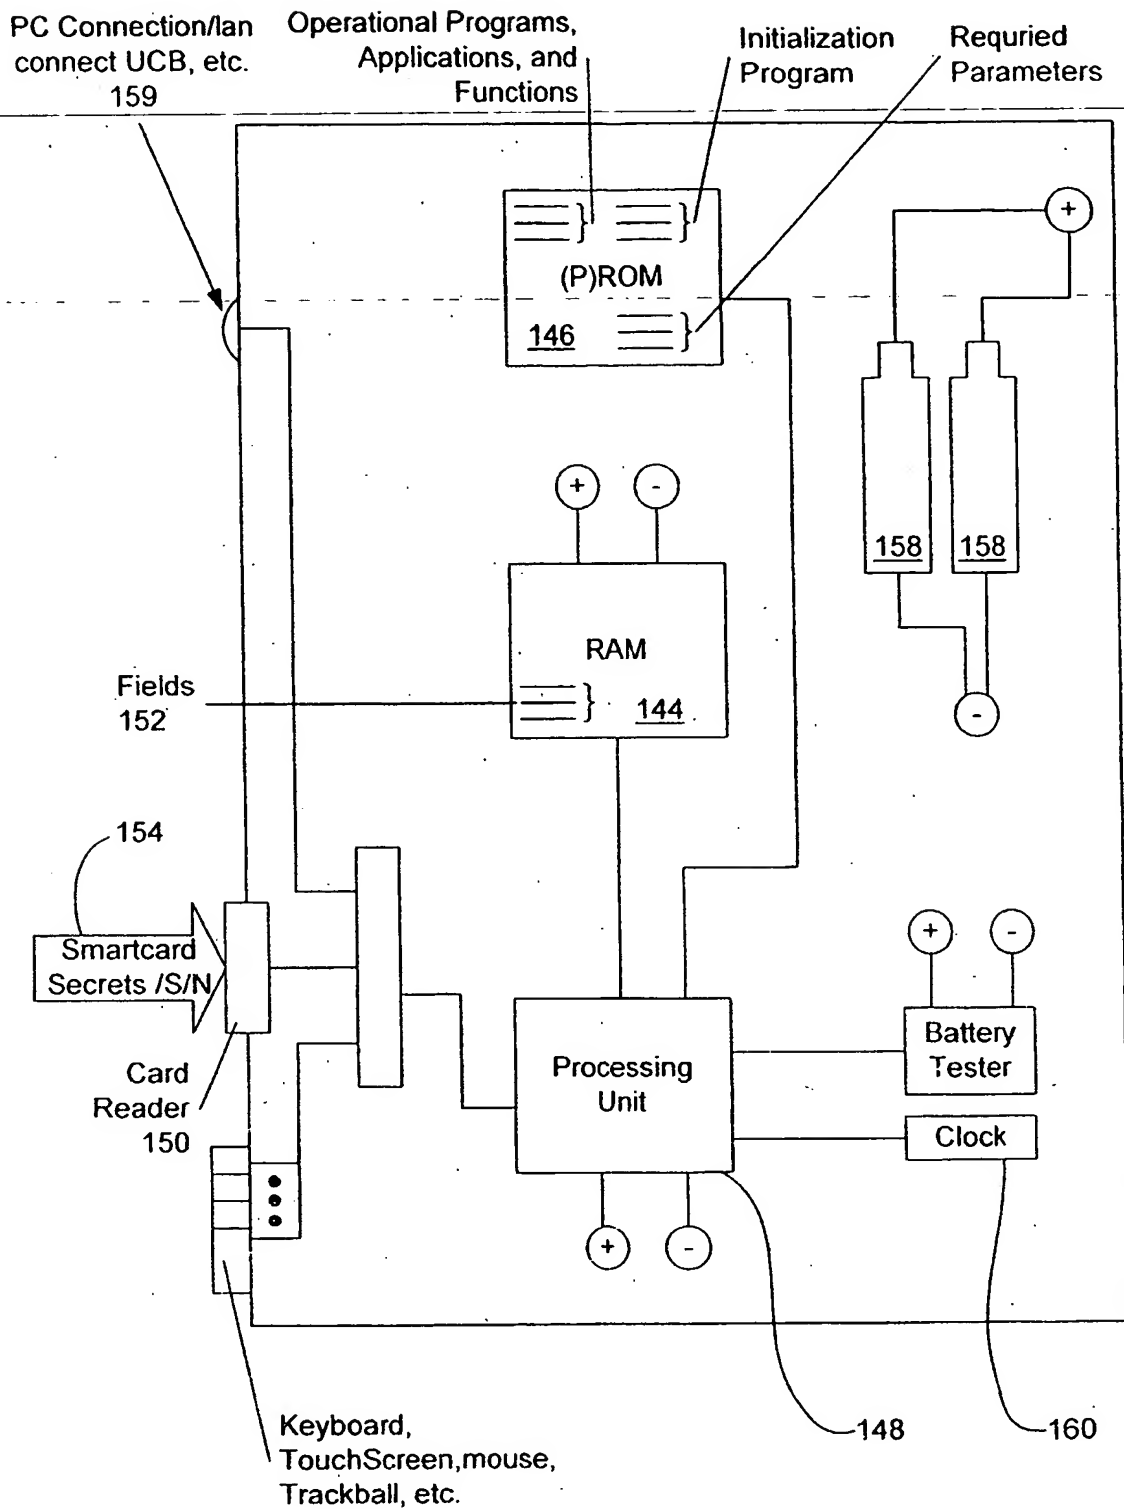 PC Connection/lan
connect UCB, etc.
159
Operational Programs,
Applications, and
Functions
Initialization
Program
Requried
Parameters
(P)ROM
146
+
+
-
158
158
RAM
144
Fields
152
-
154
Smartcard
Secrets /S/N
+
-
Card
Reader
150
Processing
Unit
Battery
Tester
Clock
+
-
148
160
Keyboard,
TouchScreen,mouse,
Trackball, etc.